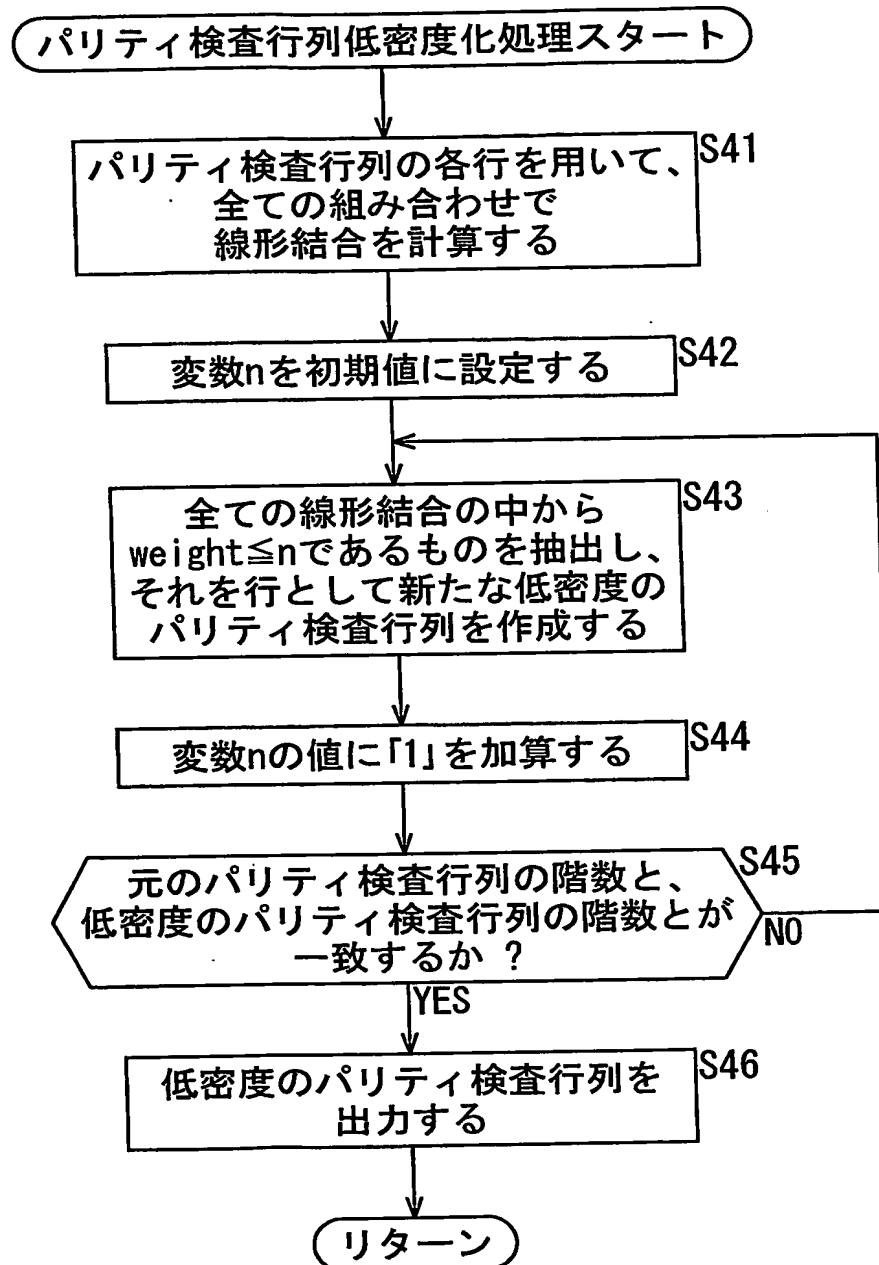 パリティ検査行列低密度化処理スタート
S41
パリティ検査行列の各行を用いて、
全ての組み合わせで
線形結合を計算する
S42
変数nを初期値に設定する
S43
全ての線形結合の中から
weight≦nであるものを抽出し、
それを行として新たな低密度の
パリティ検査行列を作成する
S44
変数nの値に「1」を加算する
S45
元のパリティ検査行列の階数と、
低密度のパリティ検査行列の階数とが
一致するか ?
NO
YES
S46
低密度のパリティ検査行列を
出力する
リターン